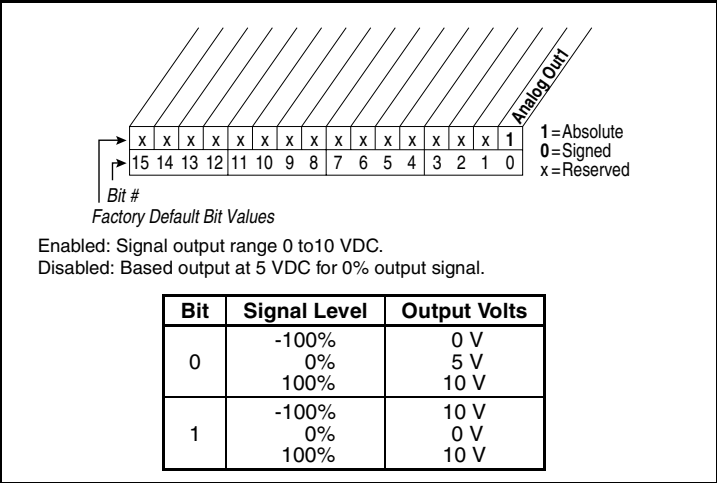 Analog Out1
x x x x x x x x x x x x x x x 1
15 14 13 12 11 10 9 8 7 6 5 4 3 2 1 0
1=Absolute
0=Signed
x=Reserved
Bit #
Factory Default Bit Values
Enabled: Signal output range 0 to10 VDC.
Disabled: Based output at 5 VDC for 0% output signal.
Bit Signal Level Output Volts
-100% 0 V
0 0% 5 V
100% 10 V
-100% 10 V
1 0% 0 V
100% 10 V